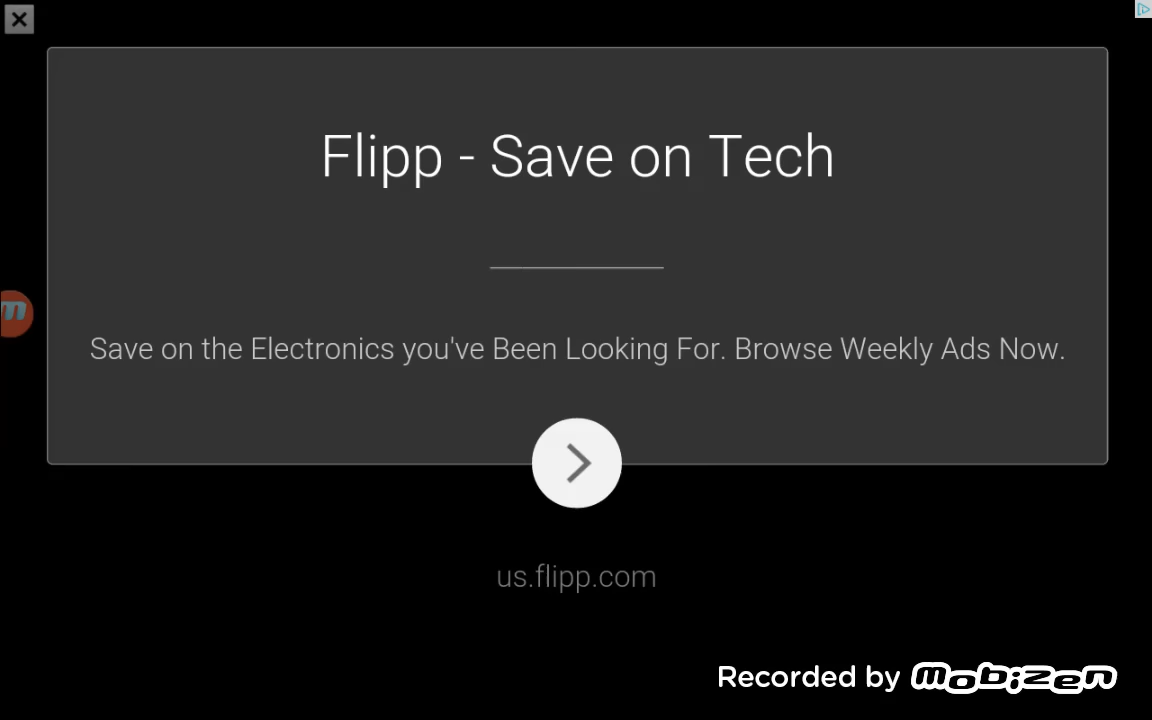 Flipp - Save on Tech
Save on the Electronics you've Been Looking For. Browse Weekly Ads Now.
us.flipp.com
Recorded by mobizen